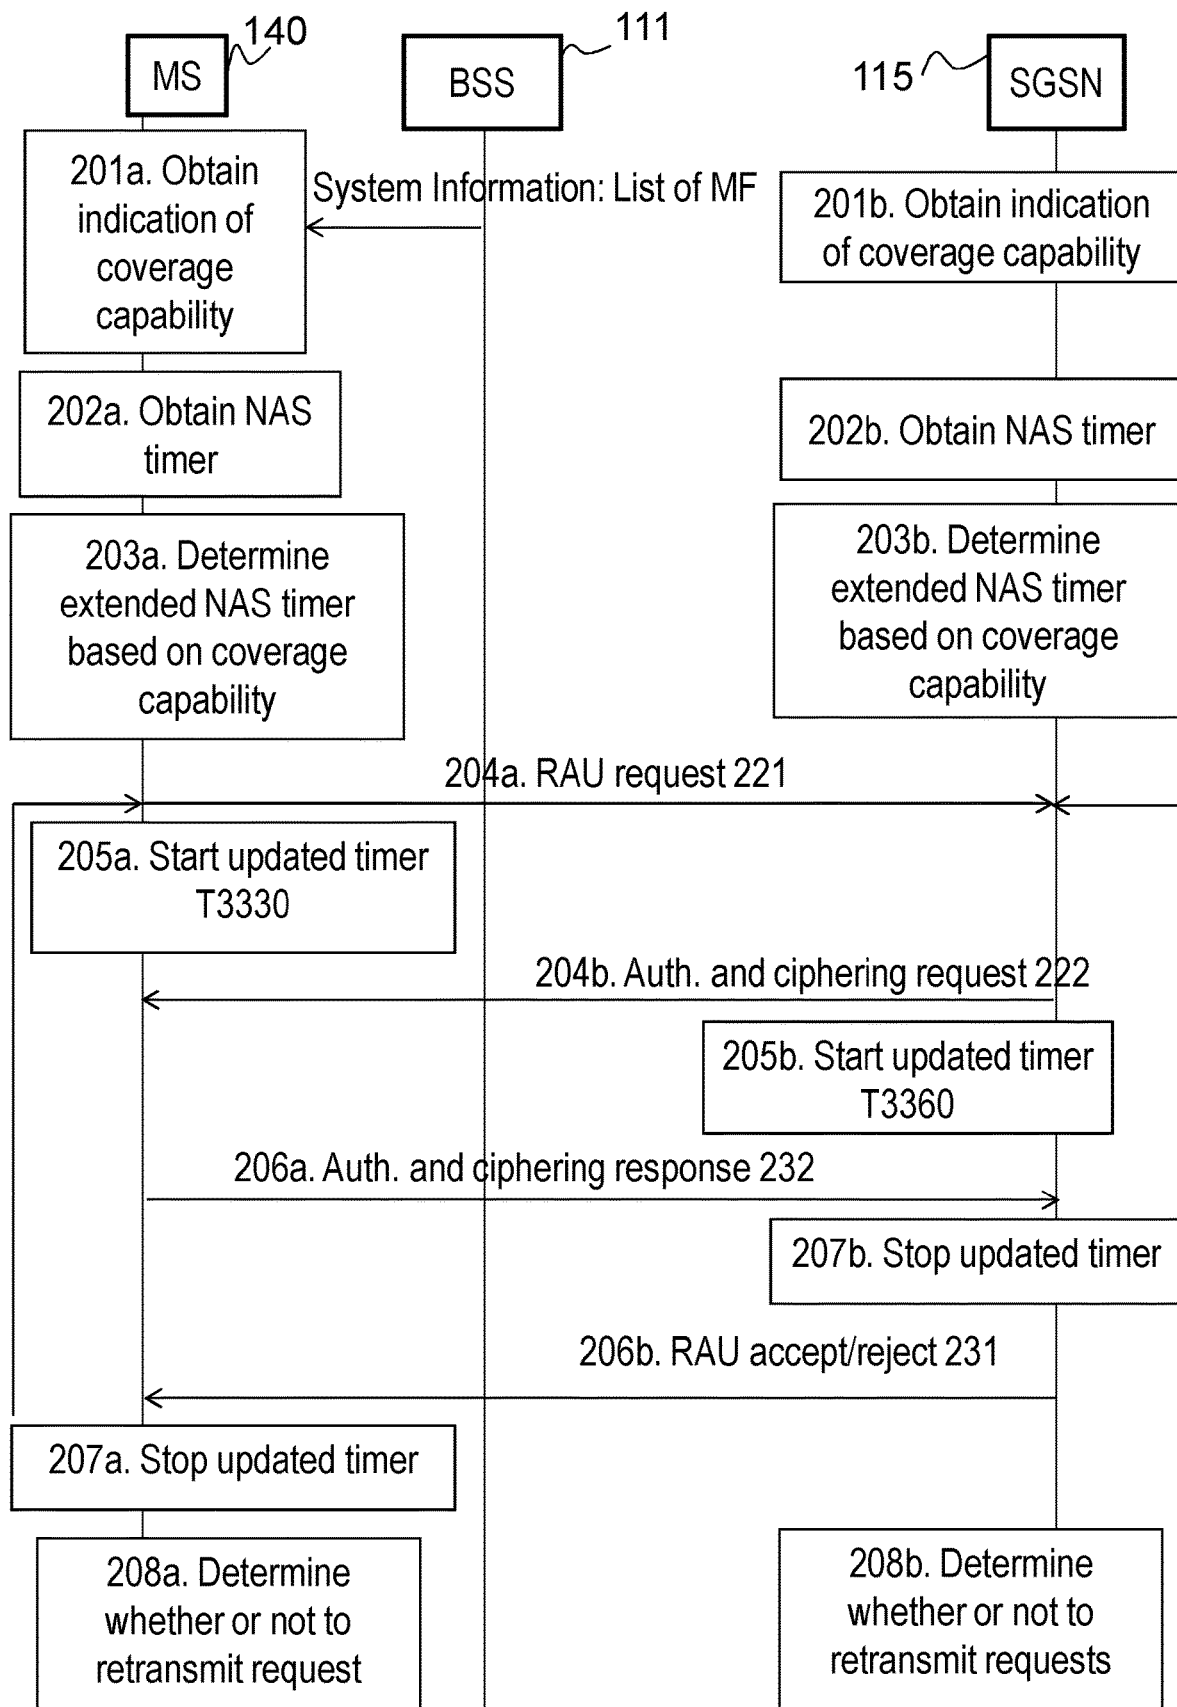 140
111
MS
BSS
115
SGSN
201a. Obtain
indication of
coverage
capability
System Information: List of MF
201b. Obtain indication
of coverage capability
202a. Obtain NAS
timer
202b. Obtain NAS timer
203a. Determine
extended NAS timer
based on coverage
capability
203b. Determine
extended NAS timer
based on coverage
capability
204a. RAU request 221
205a. Start updated timer
T3330
204b. Auth. and ciphering request 222
205b. Start updated timer
T3360
206a. Auth. and ciphering response 232
207b. Stop updated timer
206b. RAU accept/reject 231
207a. Stop updated timer
208a. Determine
whether or not to
retransmit request
208b. Determine
whether or not to
retransmit requests